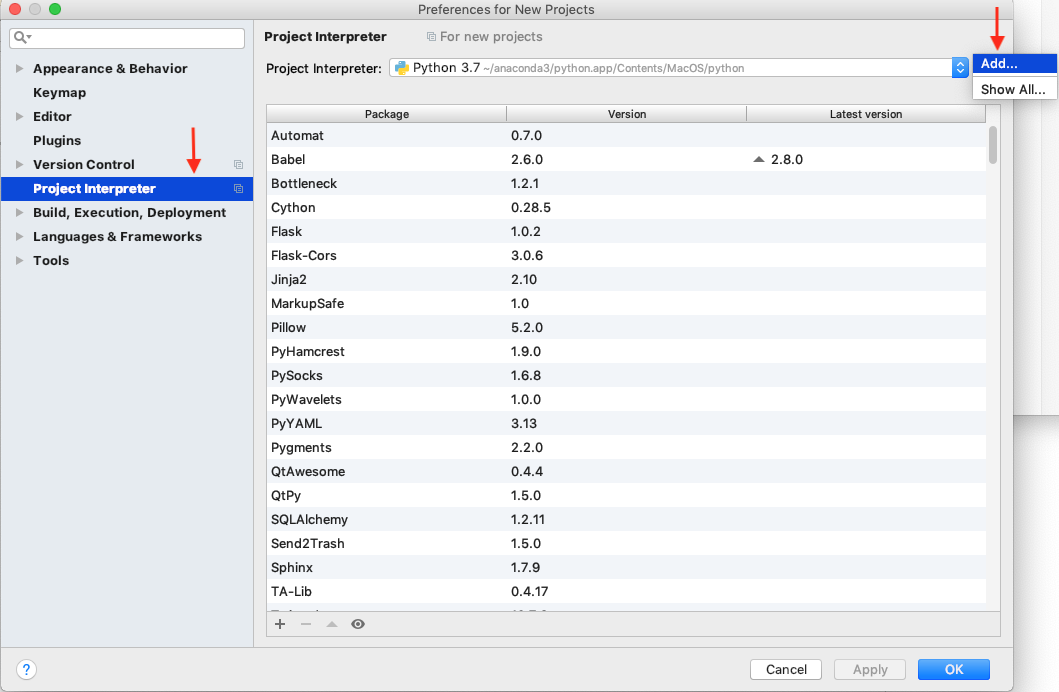 Preferences for New Projects
Project Interpreter For new projects
Add...
Project Interpreter: Python 3.7 ~/anaconda3/python.app/Contents/MacOS/python
Show All...
Appearance & Behavior
Keymap
Editor
Plugins
Version Control
Project Interpreter
Build, Execution, Deployment
Languages & Frameworks
Tools
Package Version Latest version
Automat 0.7.0
Babel 2.6.0 2.8.0
Bottleneck 1.2.1
Cython 0.28.5
Flask 1.0.2
Flask-Cors 3.0.6
Jinja2 2.10
MarkupSafe 1.0
Pillow 5.2.0
PyHamcrest 1.9.0
PySocks 1.6.8
PyWavelets 1.0.0
PyYAML 3.13
Pygments 2.2.0
QtAwesome 0.4.4
QtPy 1.5.0
SQLAlchemy 1.2.11
Send2Trash 1.5.0
Sphinx 1.7.9
TA-Lib 0.4.17
? Cancel Apply OK